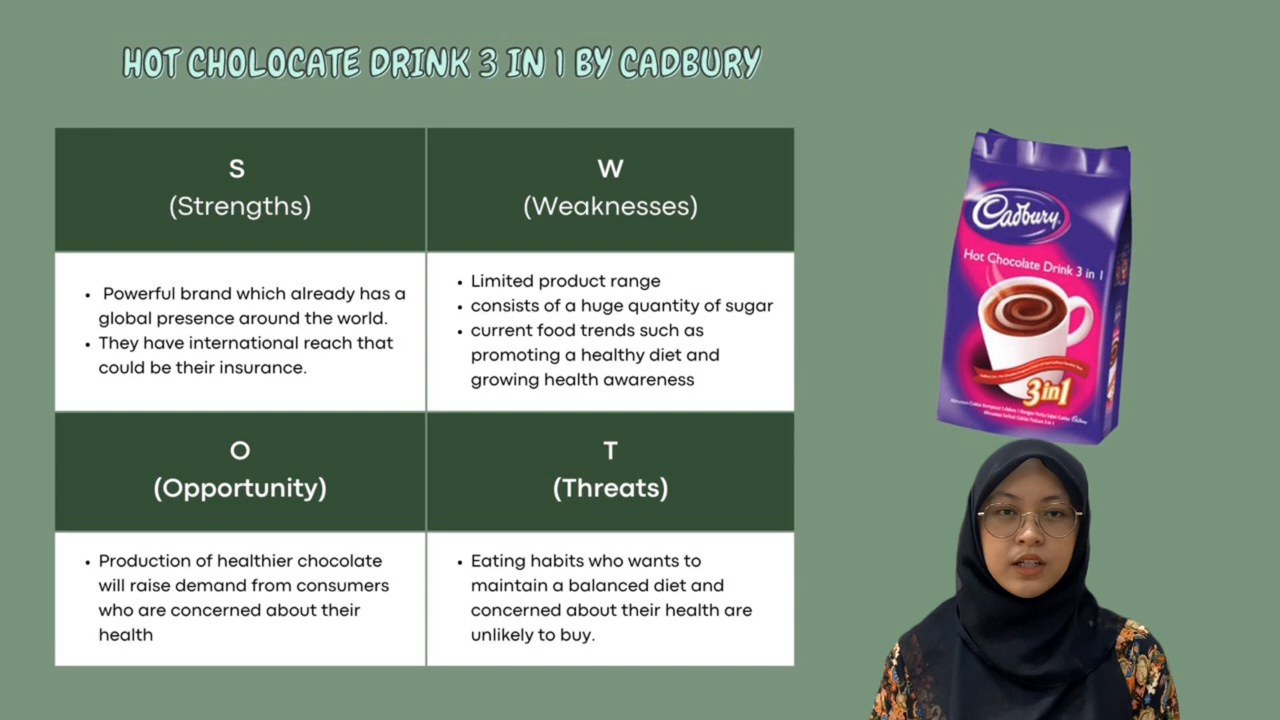 HOT CHOLOCATE DRINK 3 IN 1 BY CADBURY
S
(Strengths)
W
(Weaknesses)
• Powerful brand which already has a
global presence around the world.
• They have international reach that
could be their insurance.
• Limited product range
• consists of a huge quantity of sugar
• current food trends such as
promoting a healthy diet and
growing health awareness
O
(Opportunity)
T
(Threats)
• Production of healthier chocolate
will raise demand from consumers
who are concerned about their
health
• Eating habits who wants to
maintain a balanced diet and
concerned about their health are
unlikely to buy.
Cadbury
Hot Chocolate Drink 3 in 1
3in1